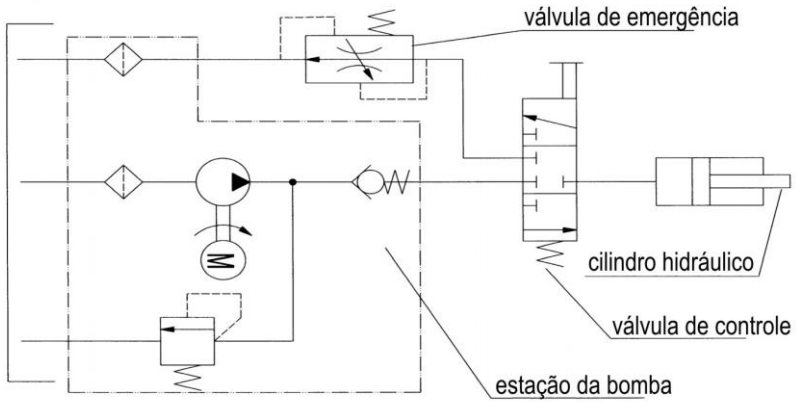 válvula de emergência
M
cilindro hidráulico
válvula de controle
estação da bomba